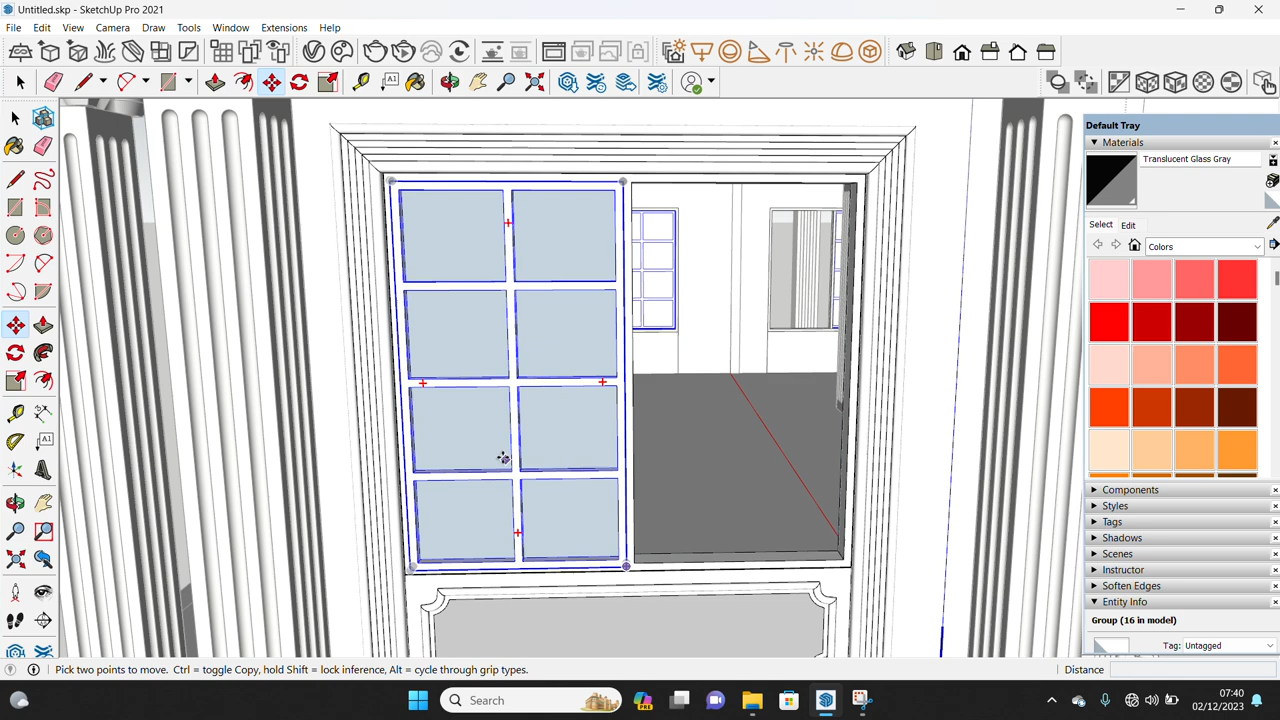 Untitled.skp - SketchUp Pro 2021
File Edit View Camera Draw Tools Window Extensions Help
Default Tray
Materials
Translucent Glass Gray
Select Edit
Colors
Components
Styles
Tags
Shadows
Scenes
Instructor
Soften Edges
Entity Info
Group (16 in model)
Tag: Untagged
Pick two points to move. Ctrl = toggle Copy, hold Shift = lock inference, Alt = cycle through grip types.
Distance
Search
07:40
02/12/2023